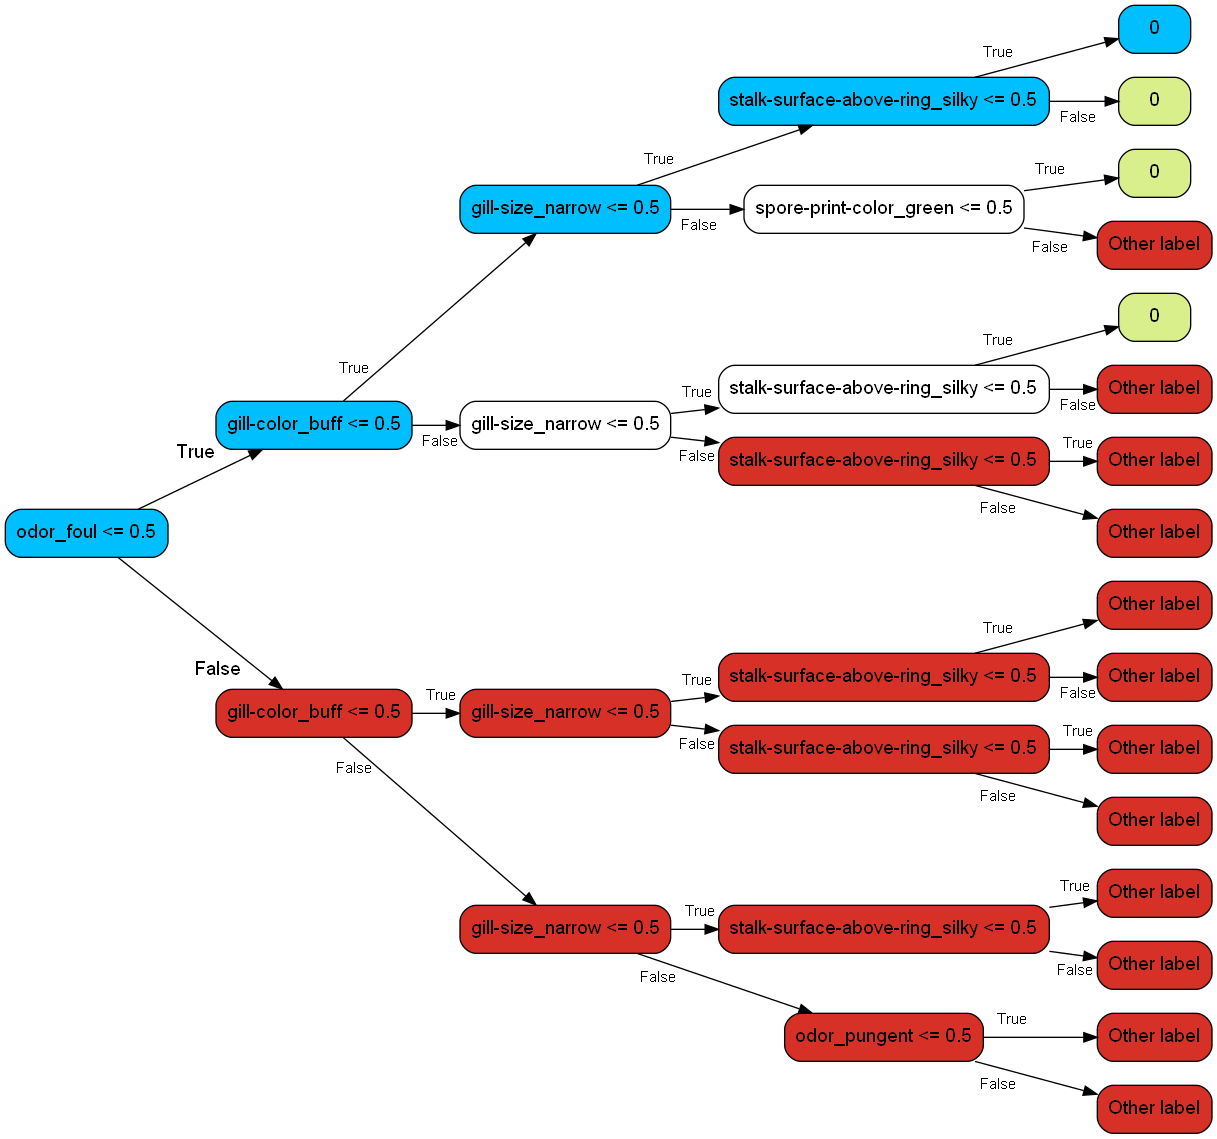 0
True
stalk-surface-above-ring_silky <= 0.5
False
0
True
gill-size_narrow <= 0.5
False
spore-print-color_green <= 0.5
True
0
False
Other label
True
gill-color_buff <= 0.5
False
gill-size_narrow <= 0.5
True
stalk-surface-above-ring_silky <= 0.5
True
0
False
Other label
False
stalk-surface-above-ring_silky <= 0.5
True
Other label
False
Other label
True
odor_foul <= 0.5
False
gill-color_buff <= 0.5
True
gill-size_narrow <= 0.5
True
stalk-surface-above-ring_silky <= 0.5
True
Other label
False
Other label
False
stalk-surface-above-ring_silky <= 0.5
True
Other label
False
Other label
False
gill-size_narrow <= 0.5
True
stalk-surface-above-ring_silky <= 0.5
True
Other label
False
Other label
False
odor_pungent <= 0.5
True
Other label
False
Other label